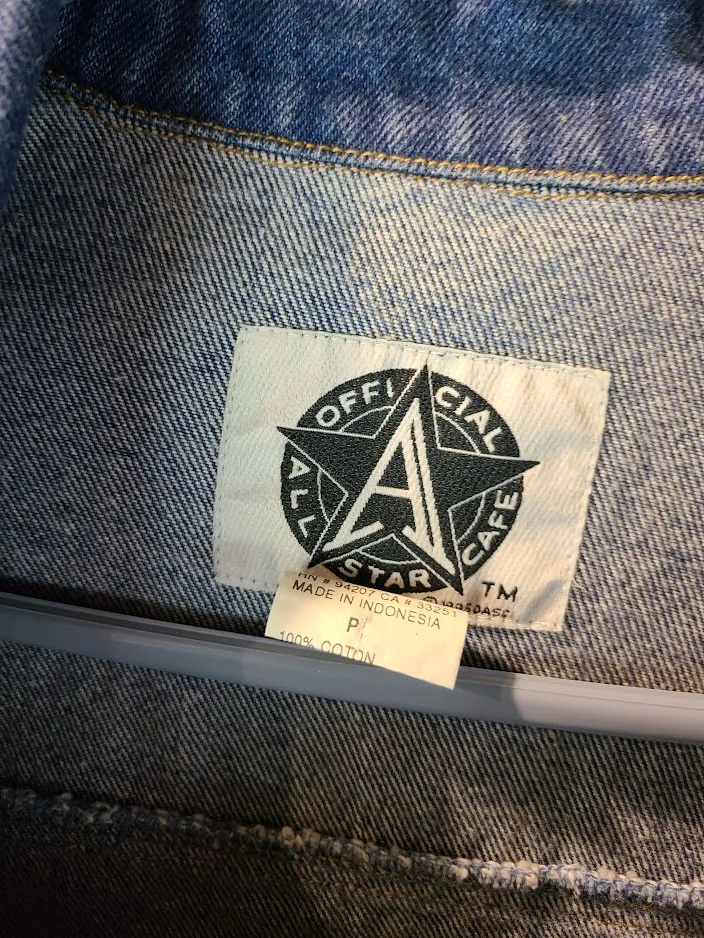 OFFICIAL
ALL STAR CAFE
A
TM
RN # 94207 CA # 33251
MADE IN INDONESIA
P
100% COTON